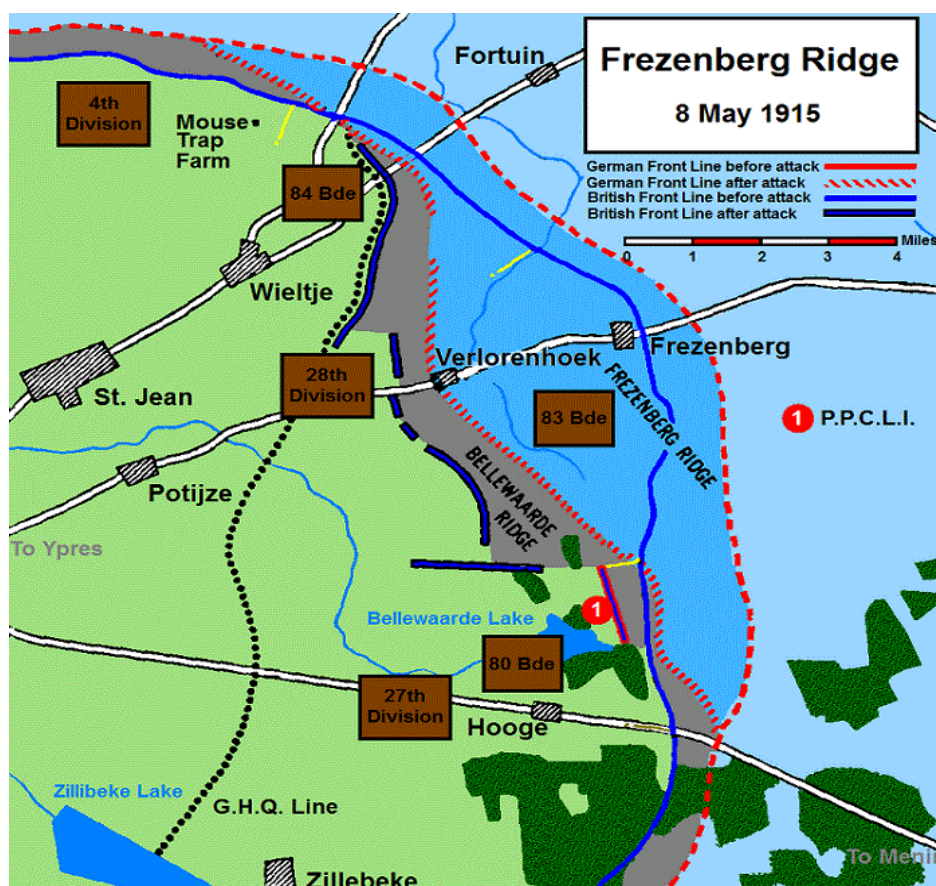 Frezenberg Ridge
8 May 1915
German Front Line before attack
German Front Line after attack
British Front Line before attack
British Front Line after attack
Miles
0 1 2 3 4
Fortuin
4th
Division
Mouse
Trap
Farm
84 Bde
Wieltje
Verlorenhoek
Frezenberg
St. Jean
28th
Division
83 Bde
FREZENBERG RIDGE
1 P.P.C.L.I.
Potijze
BELLEWAARDE
RIDGE
To Ypres
1
Bellewaarde Lake
80 Bde
27th
Division
Hooge
Zillibeke Lake
G.H.Q. Line
To Menin
Zillebeke